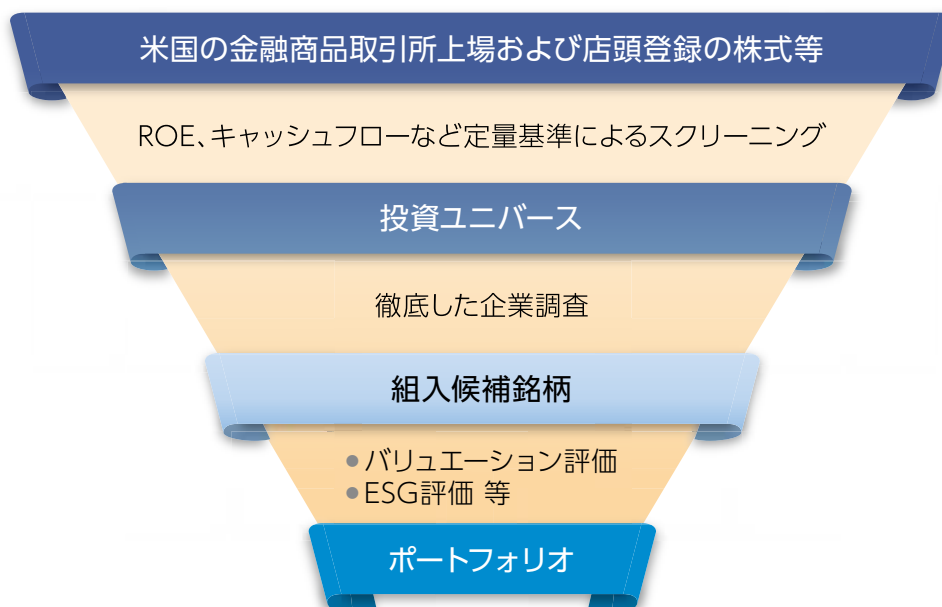 米国の金融商品取引所上場および店頭登録の株式等
ROE、キャッシュフローなど定量基準によるスクリーニング
投資ユニバース
徹底した企業調査
組入候補銘柄
●バリュエーション評価
●ESG評価 等
ポートフォリオ